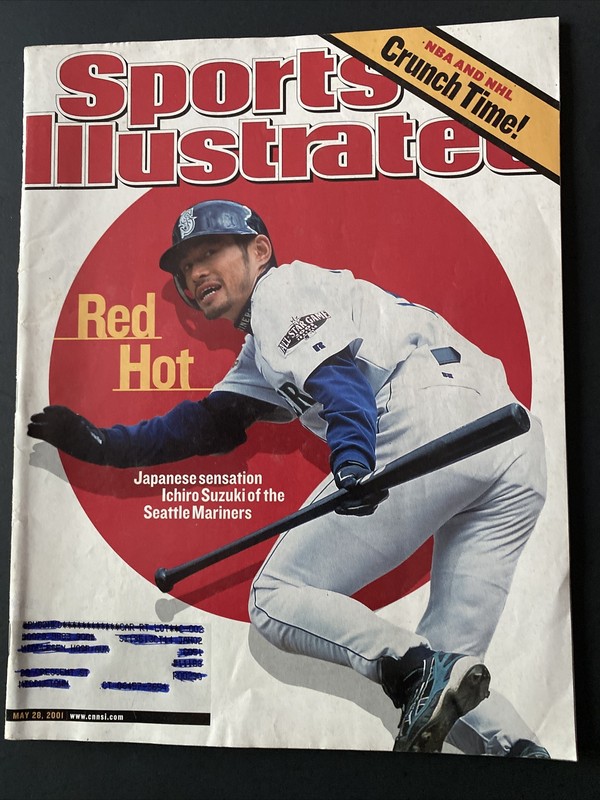 Sports
Illustrated
NBA AND NHL
Crunch Time!
Red
Hot
ALL-STAR GAME
Japanese sensation
Ichiro Suzuki of the
Seattle Mariners
MAY 28, 2001 www.cnnsi.com